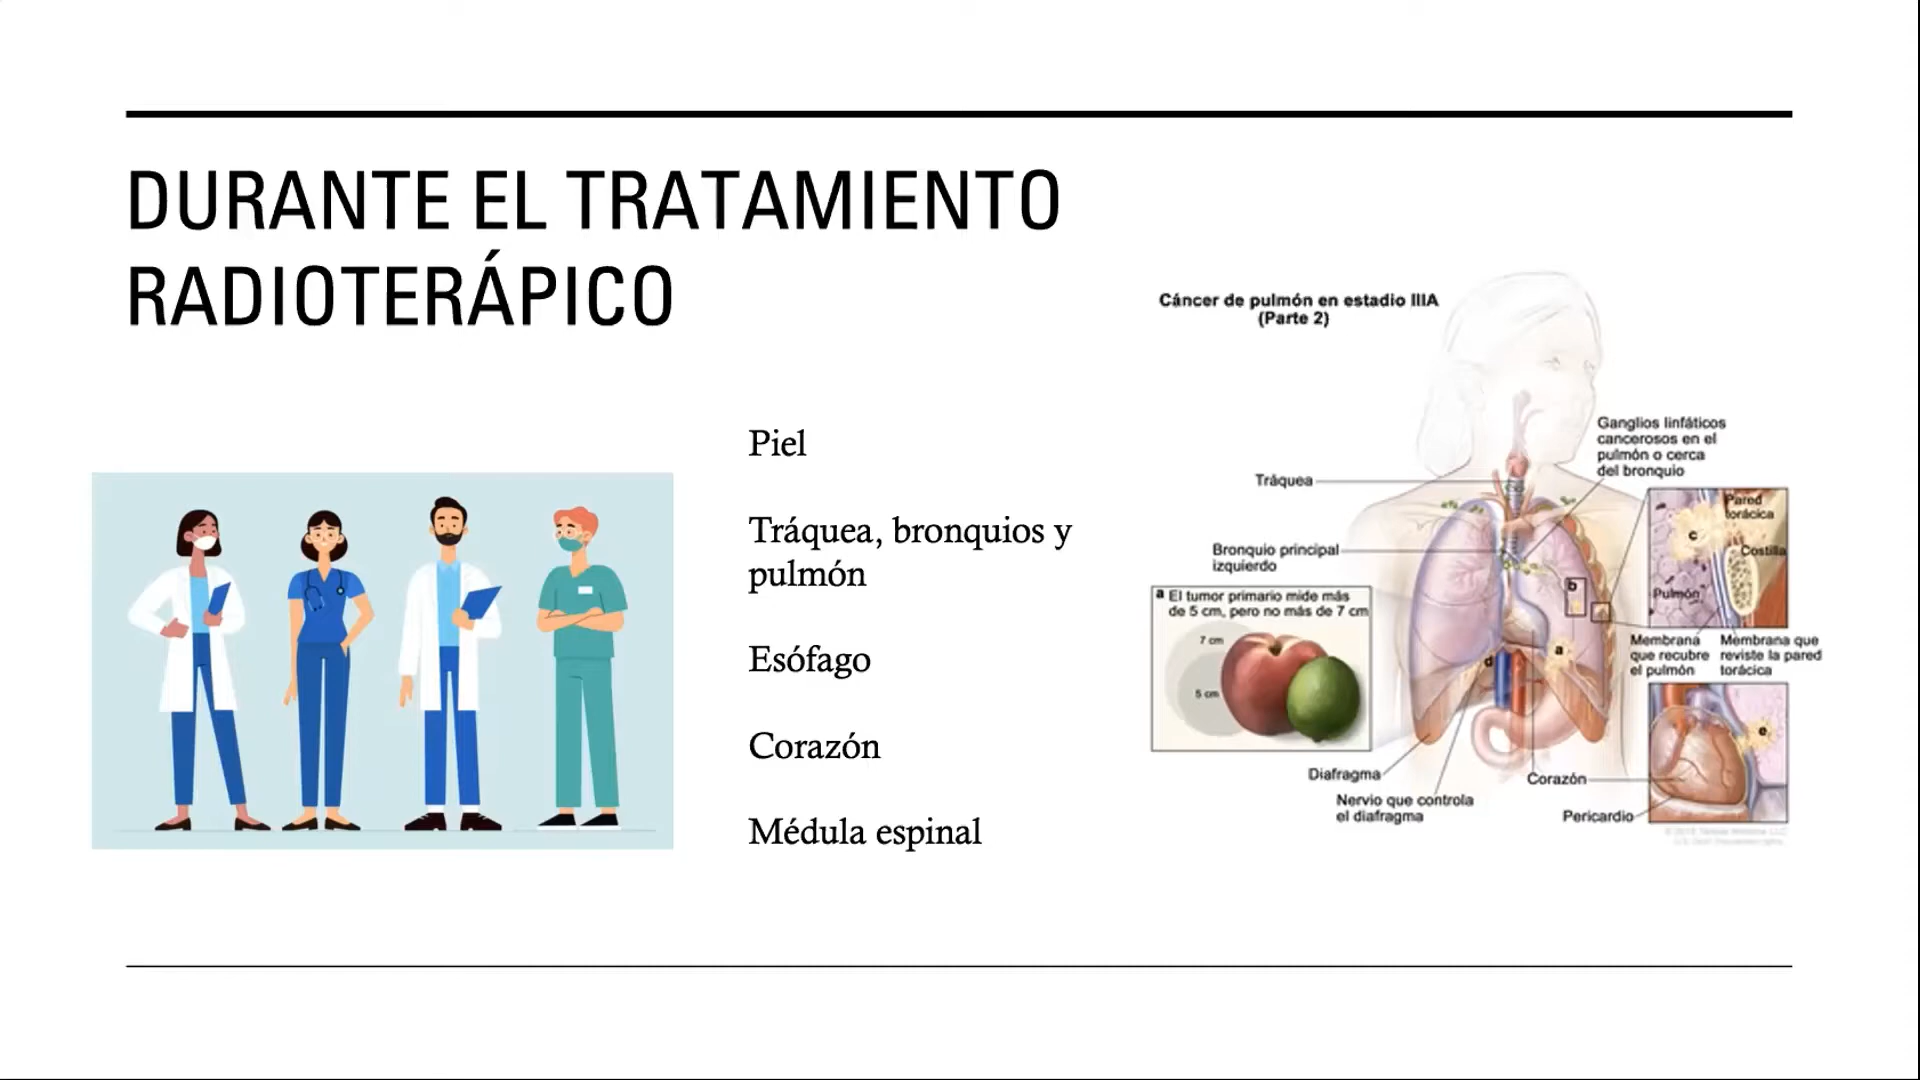 DURANTE EL TRATAMIENTO
RADIOTERÁPICO
Piel
Tráquea, bronquios y
pulmón
Esófago
Corazón
Médula espinal
Cáncer de pulmón en estadio IIIA
(Parte 2)
Ganglios linfáticos
cancerosos en el
pulmón o cerca
del bronquio
Tráquea
Bronquio principal
izquierdo
a El tumor primario mide más
de 5 cm, pero no más de 7 cm
7 cm
5 cm
b
a
d
Pared
torácica
c
Costilla
Pulmón
Membrana
que recubre
el pulmón
Membrana que
reviste la pared
torácica
e
Diafragma
Nervio que controla
el diafragma
Corazón
Pericardio